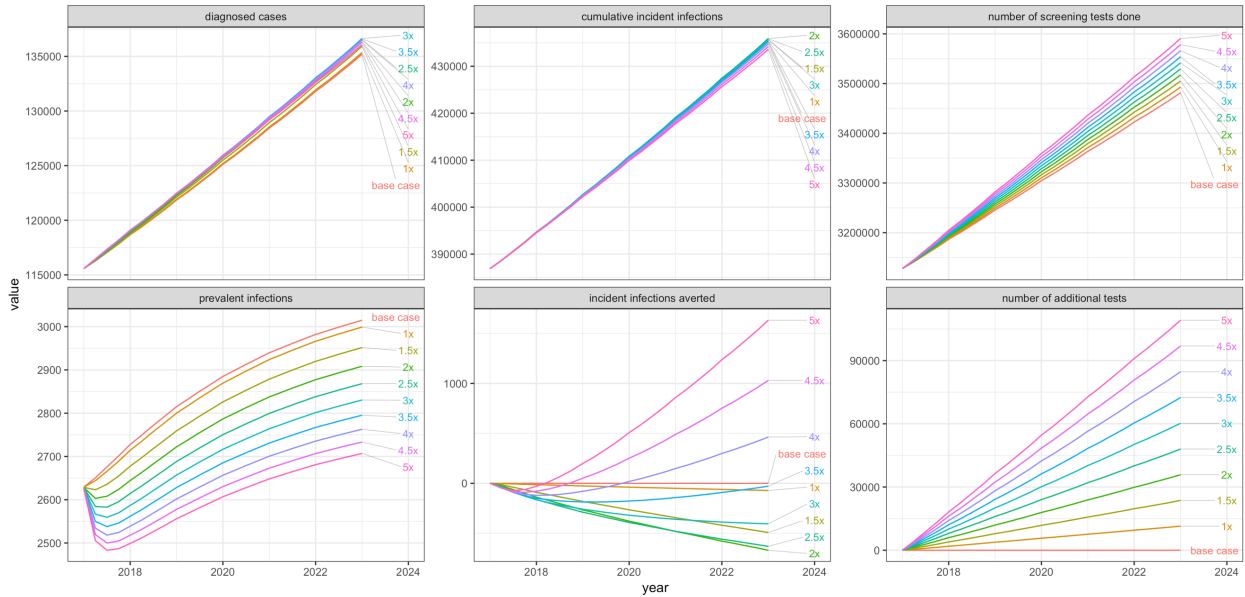 diagnosed cases
cumulative incident infections
number of screening tests done
135000
130000
125000
120000
115000
3x
3.5x
2.5x
4x
2x
4.5x
5x
1.5x
1x
base case
430000
420000
410000
400000
390000
2x
2.5x
1.5x
3x
1x
base case
3.5x
4x
4.5x
5x
3600000
3500000
3400000
3300000
3200000
5x
4.5x
4x
3.5x
3x
2.5x
2x
1.5x
1x
base case
value
prevalent infections
incident infections averted
number of additional tests
3000
2900
2800
2700
2600
2500
base case
1x
1.5x
2x
2.5x
3x
3.5x
4x
4.5x
5x
2018 2020 2022 2024
1000
0
5x
4.5x
4x
base case
3.5x
1x
3x
1.5x
2.5x
2x
2018 2020 2022 2024
90000
60000
30000
0
5x
4.5x
4x
3.5x
3x
2.5x
2x
1.5x
1x
base case
2018 2020 2022 2024
year